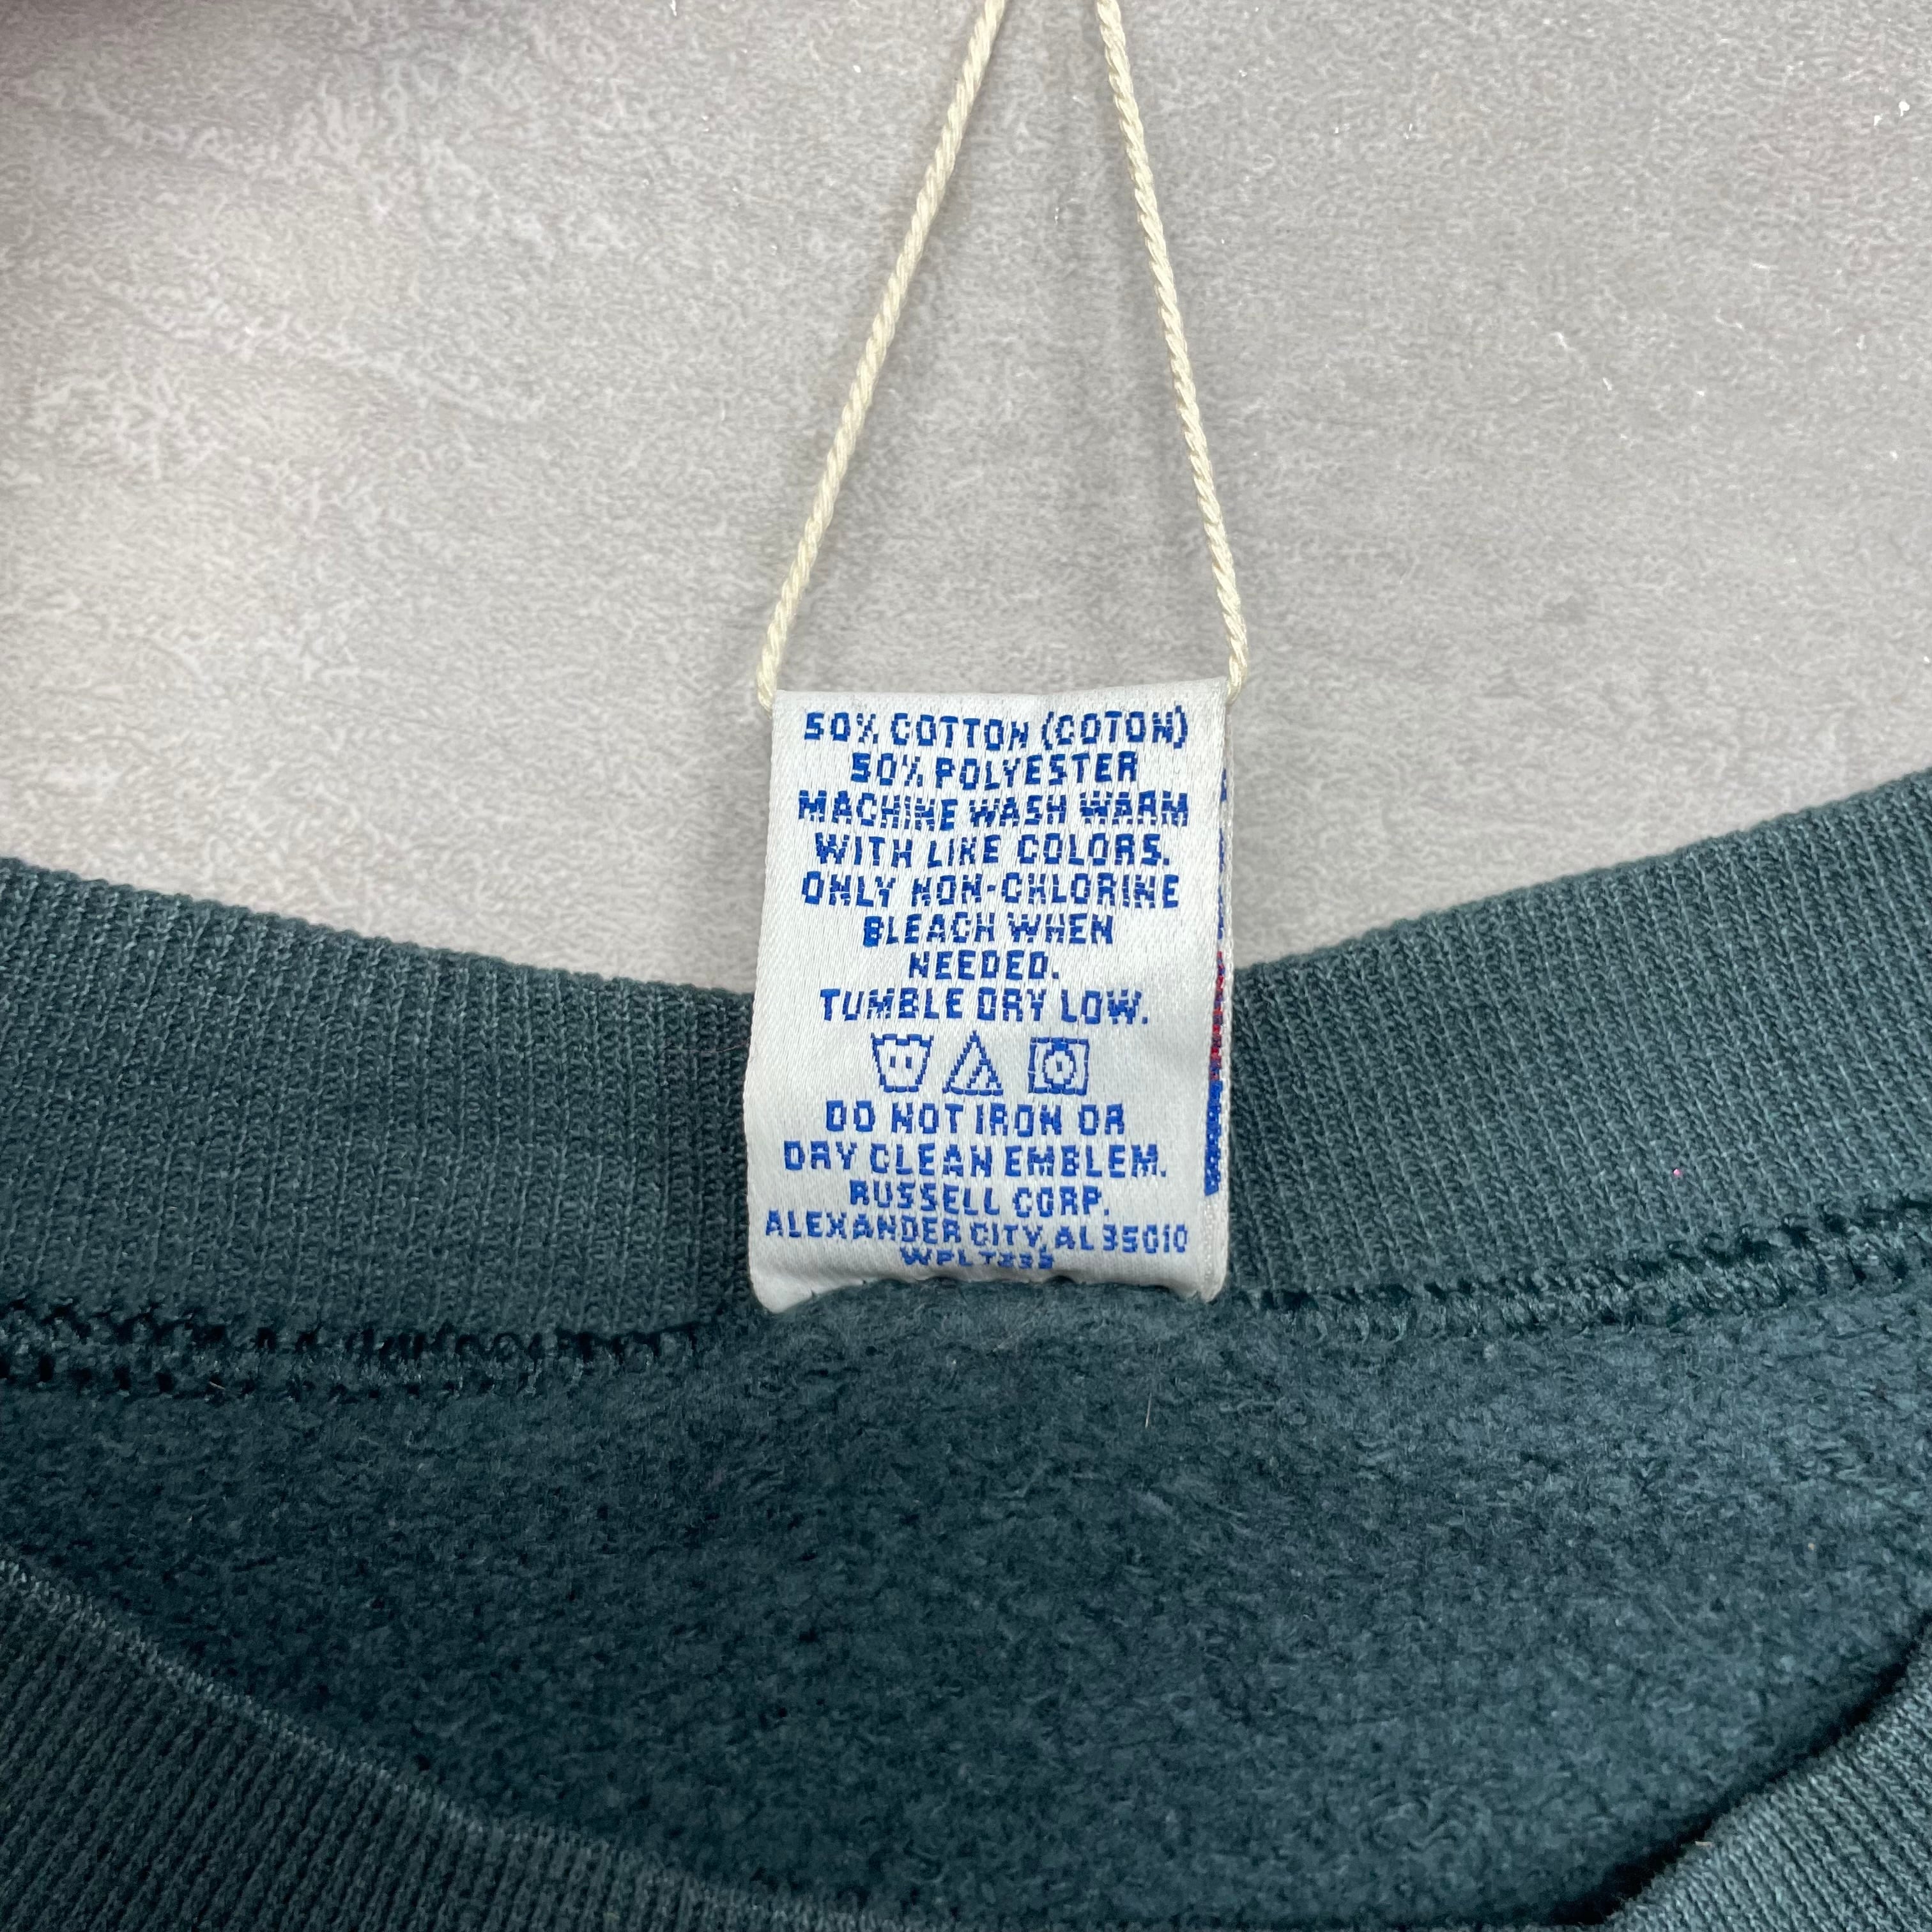 50% COTTON (COTON)
50% POLYESTER
MACHINE WASH WARM
WITH LIKE COLORS.
ONLY NON-CHLORINE
BLEACH WHEN
NEEDED.
TUMBLE DRY LOW.
DO NOT IRON OR
DRY CLEAN EMBLEM.
RUSSELL CORP.
ALEXANDER CITY, AL 35010
WPL